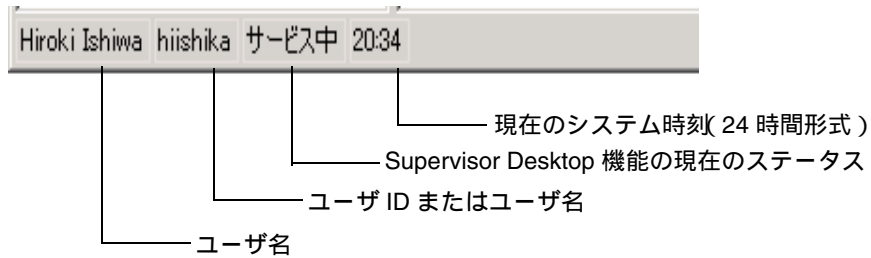 Hiroki Ishiwa hiishika サービス中 20:34
現在のシステム時刻(24 時間形式)
Supervisor Desktop 機能の現在のステータス
ユーザ ID またはユーザ名
ユーザ名